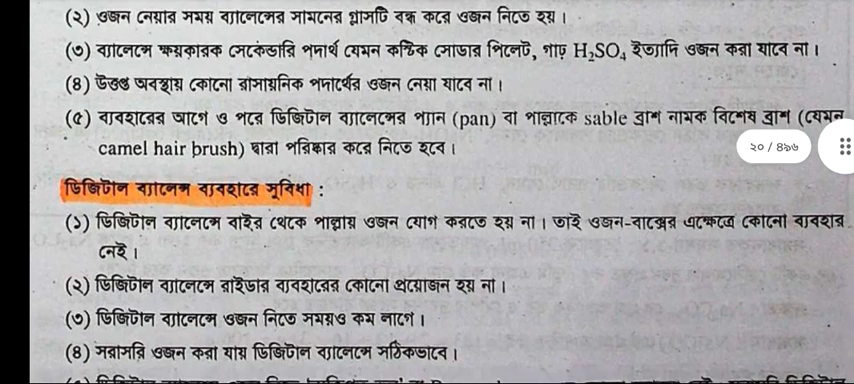 (২) ওজন নেয়ার সময় ব্যালেন্সের সামনের গ্লাসটি বন্ধ করে ওজন নিতে হয়।
(৩) ব্যালেন্সে ক্ষয়কারক সেকেন্ডারি পদার্থ যেমন কস্টিক সোডার পিলেট, গাঢ় H₂SO₄ ইত্যাদি ওজন করা যাবে না।
(৪) উত্তপ্ত অবস্থায় কোনো রাসায়নিক পদার্থের ওজন নেয়া যাবে না।
(৫) ব্যবহারের আগে ও পরে ডিজিটাল ব্যালেন্সের প্যান (pan) বা পাল্লাকে sable ব্রাশ নামক বিশেষ ব্রাশ (যেমন
camel hair brush) দ্বারা পরিষ্কার করে নিতে হবে।
২০ / ৪৯৬
ডিজিটাল ব্যালেন্স ব্যবহারে সুবিধা :
(১) ডিজিটাল ব্যালেন্সে বাইর থেকে পাল্লায় ওজন যোগ করতে হয় না। তাই ওজন-বাক্সের এক্ষেত্রে কোনো ব্যবহার
নেই।
(২) ডিজিটাল ব্যালেন্সে রাইডার ব্যবহারের কোনো প্রয়োজন হয় না।
(৩) ডিজিটাল ব্যালেন্সে ওজন নিতে সময়ও কম লাগে।
(৪) সরাসরি ওজন করা যায় ডিজিটাল ব্যালেন্সে সঠিকভাবে।